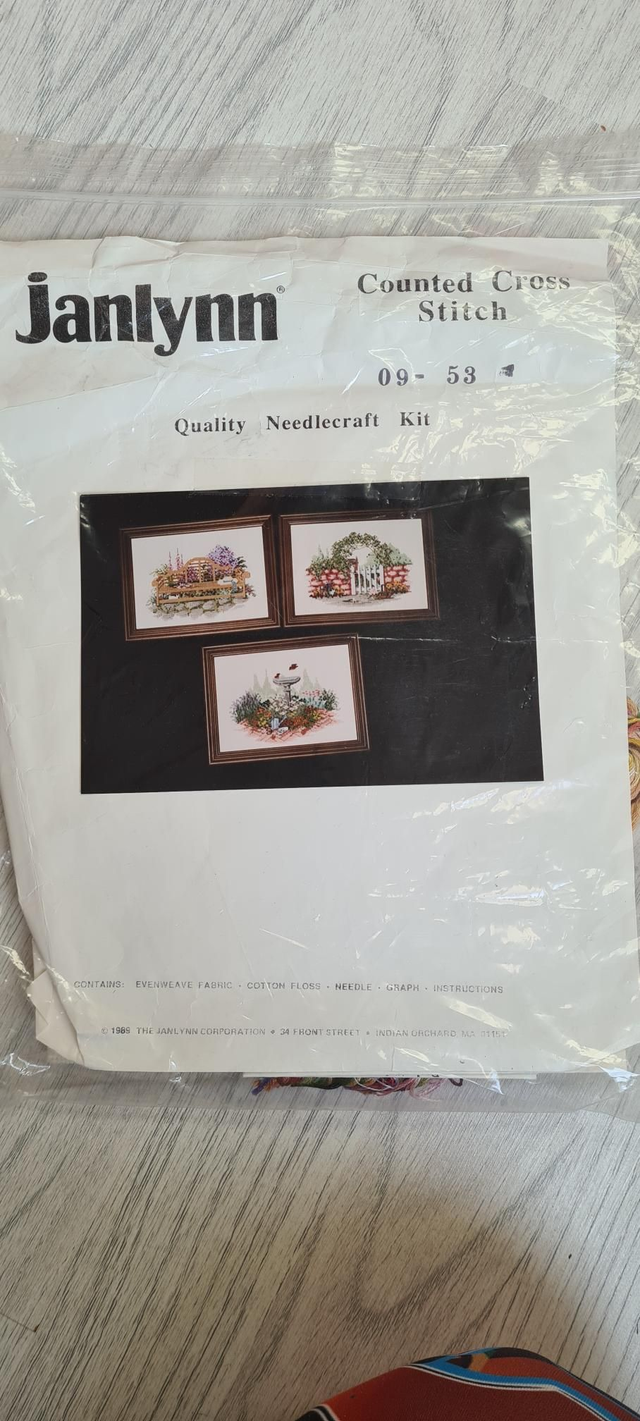 Janlynn®
Counted Cross
Stitch
09- 53
Quality Needlecraft Kit
CONTAINS: EVENWEAVE FABRIC • COTTON FLOSS • NEEDLE • GRAPH • INSTRUCTIONS
© 1989 THE JANLYNN CORPORATION • 34 FRONT STREET • INDIAN ORCHARD, MA